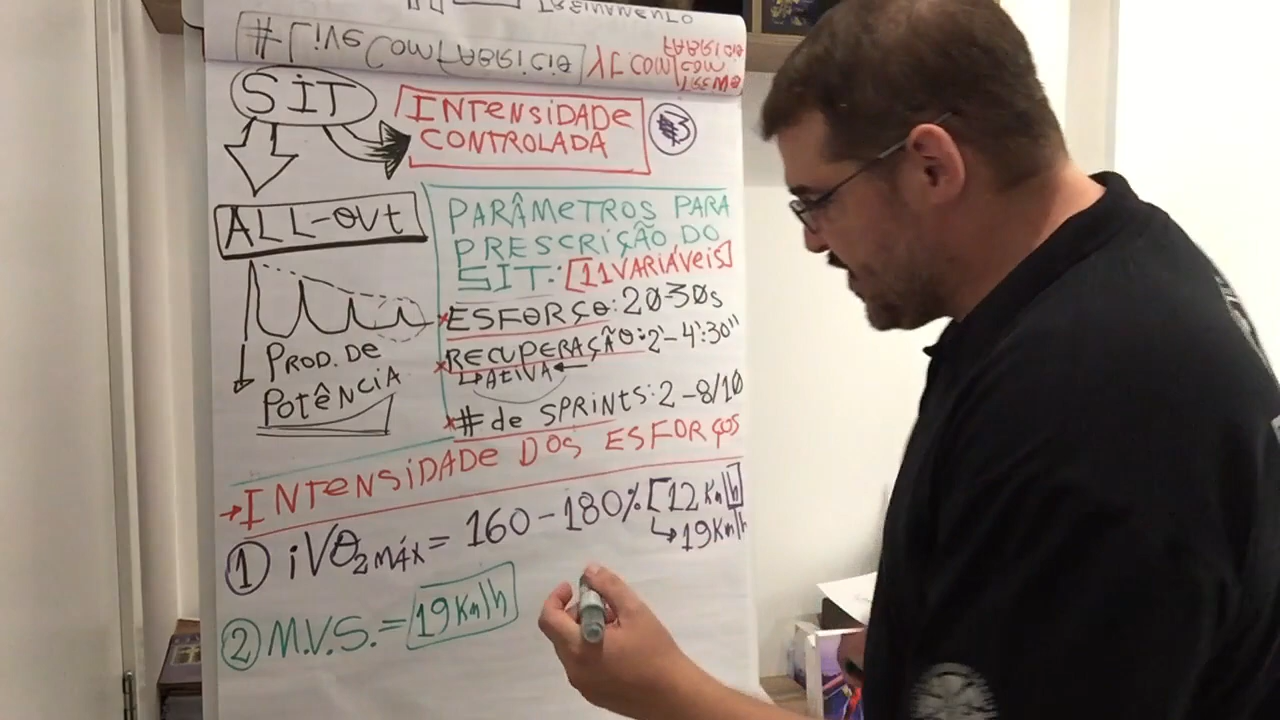 TREINAMENTO
#LIVECOMFABRICIO
SIT
INTENSIDADE
CONTROLADA
ALL-OUT
PROD. DE
POTÊNCIA
PARÂMETROS PARA
PRESCRIÇÃO DO
SIT: [11 VARIÁVEIS]
ESFORÇO: 20-30s
RECUPERAÇÃO: 2'-4':30"
ATIVA
# de SPRINTS: 2-8/10
INTENSIDADE DOS ESFORÇOS
① iVO2MÁX = 160-180% [12 Km/h]
19 Km/h
② M.V.S. = 19 Km/h